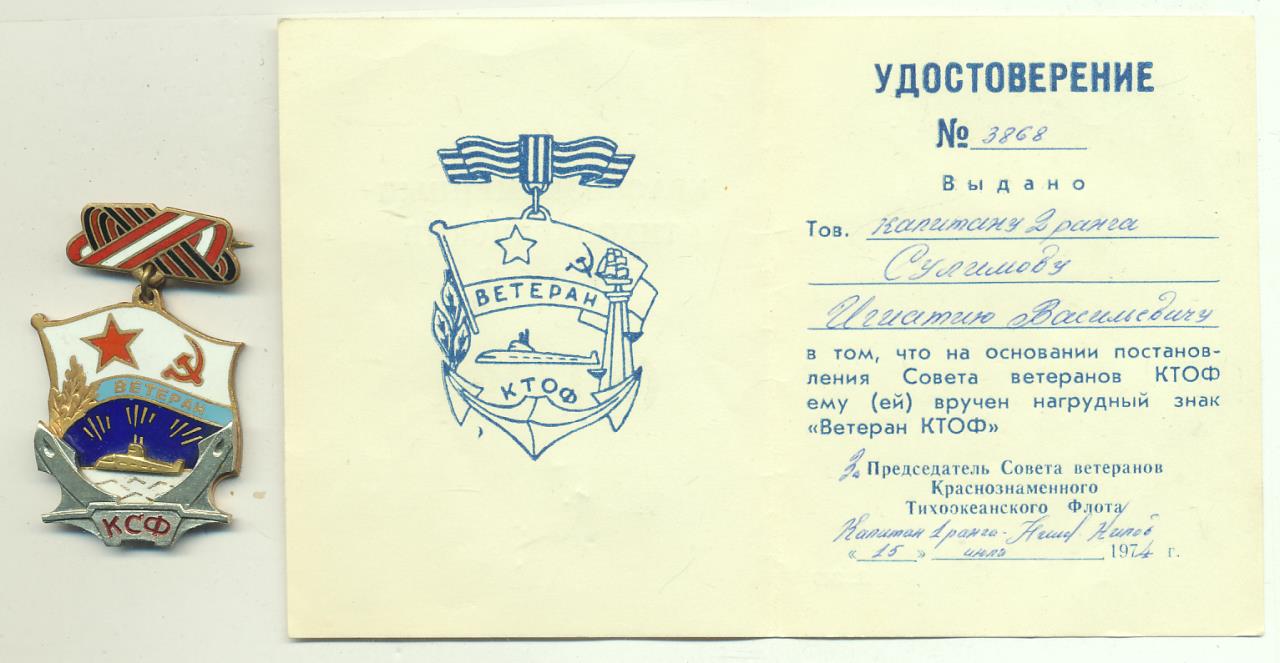 ВЕТЕРАН
КСФ
ВЕТЕРАН
КТОФ
УДОСТОВЕРЕНИЕ
№ 3868
Выдано
Тов. капитану 2 ранга
Сулимову
Игнатию Васильевичу
в том, что на основании постанов-
ления Совета ветеранов КТОФ
ему (ей) вручен нагрудный знак
«Ветеран КТОФ»
З. Председатель Совета ветеранов
Краснознаменного
Тихоокеанского Флота
Капитан 1 ранга
« 15 » 1974 г.